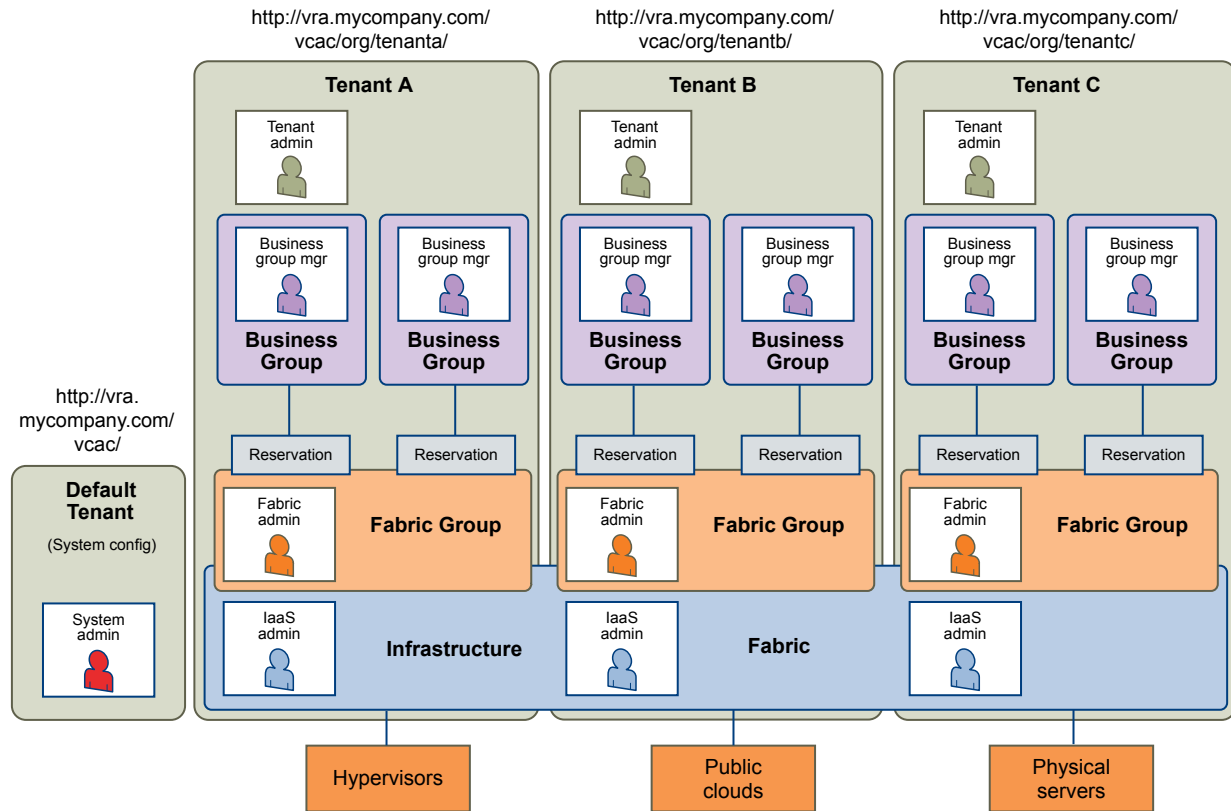 http://vra.mycompany.com/
vcac/org/tenanta/
http://vra.mycompany.com/
vcac/org/tenantb/
http://vra.mycompany.com/
vcac/org/tenantc/
Tenant A
Tenant B
Tenant C
Tenant
admin
Tenant
admin
Tenant
admin
Business
group mgr
Business
Group
Business
group mgr
Business
Group
Business
group mgr
Business
Group
Business
group mgr
Business
Group
Business
group mgr
Business
Group
Business
group mgr
Business
Group
http://vra.
mycompany.com/
vcac/
Default
Tenant
(System config)
System
admin
Reservation
Reservation
Reservation
Reservation
Reservation
Reservation
Fabric
admin
Fabric Group
Fabric
admin
Fabric Group
Fabric
admin
Fabric Group
IaaS
admin
Infrastructure
IaaS
admin
Fabric
IaaS
admin
Hypervisors
Public
clouds
Physical
servers